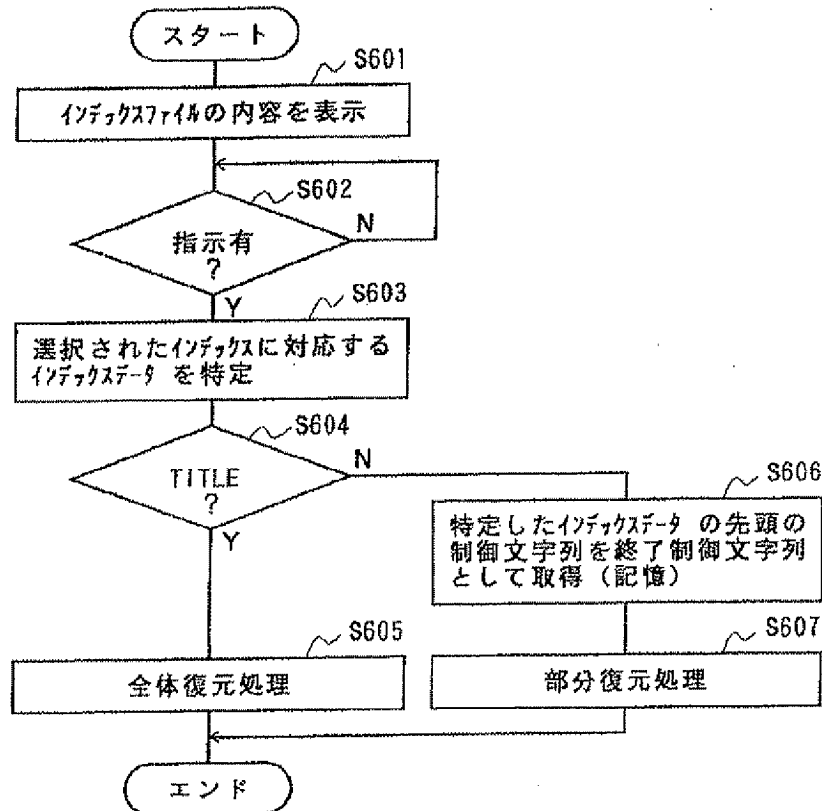 スタート
S601
インデックスファイルの内容を表示
S602
指示有
?
N
Y
S603
選択されたインデックスに対応する
インデックスデータ を特定
S604
TITLE
?
N
Y
S606
特定したインデックスデータ の先頭の
制御文字列を終了制御文字列
として取得(記憶)
S605
全体復元処理
S607
部分復元処理
エンド